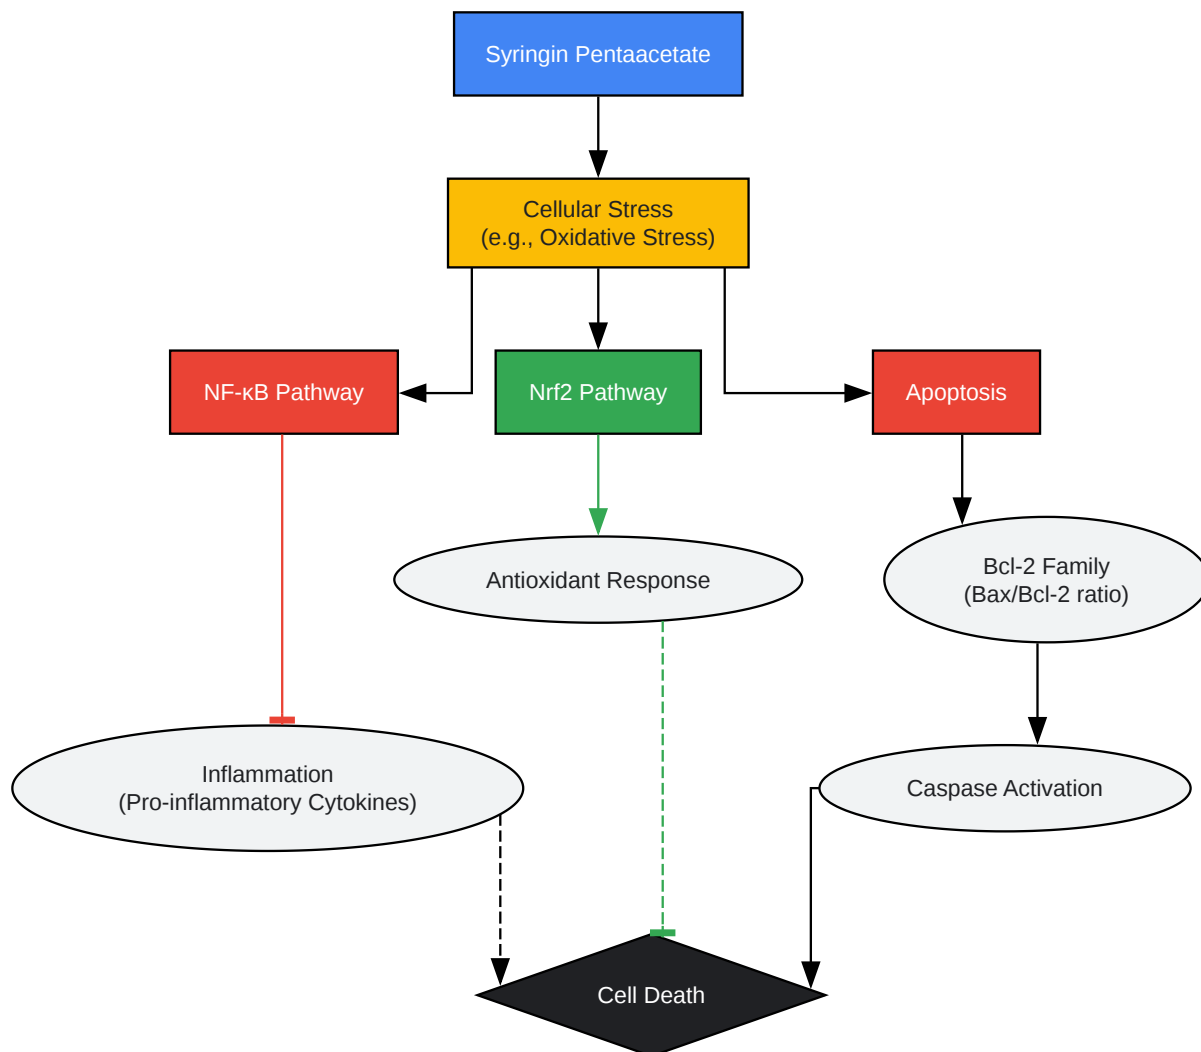 Syringin Pentaacetate
Cellular Stress
(e.g., Oxidative Stress)
NF-κB Pathway
Nrf2 Pathway
Apoptosis
Antioxidant Response
Bcl-2 Family
(Bax/Bcl-2 ratio)
Inflammation
(Pro-inflammatory Cytokines)
Caspase Activation
Cell Death